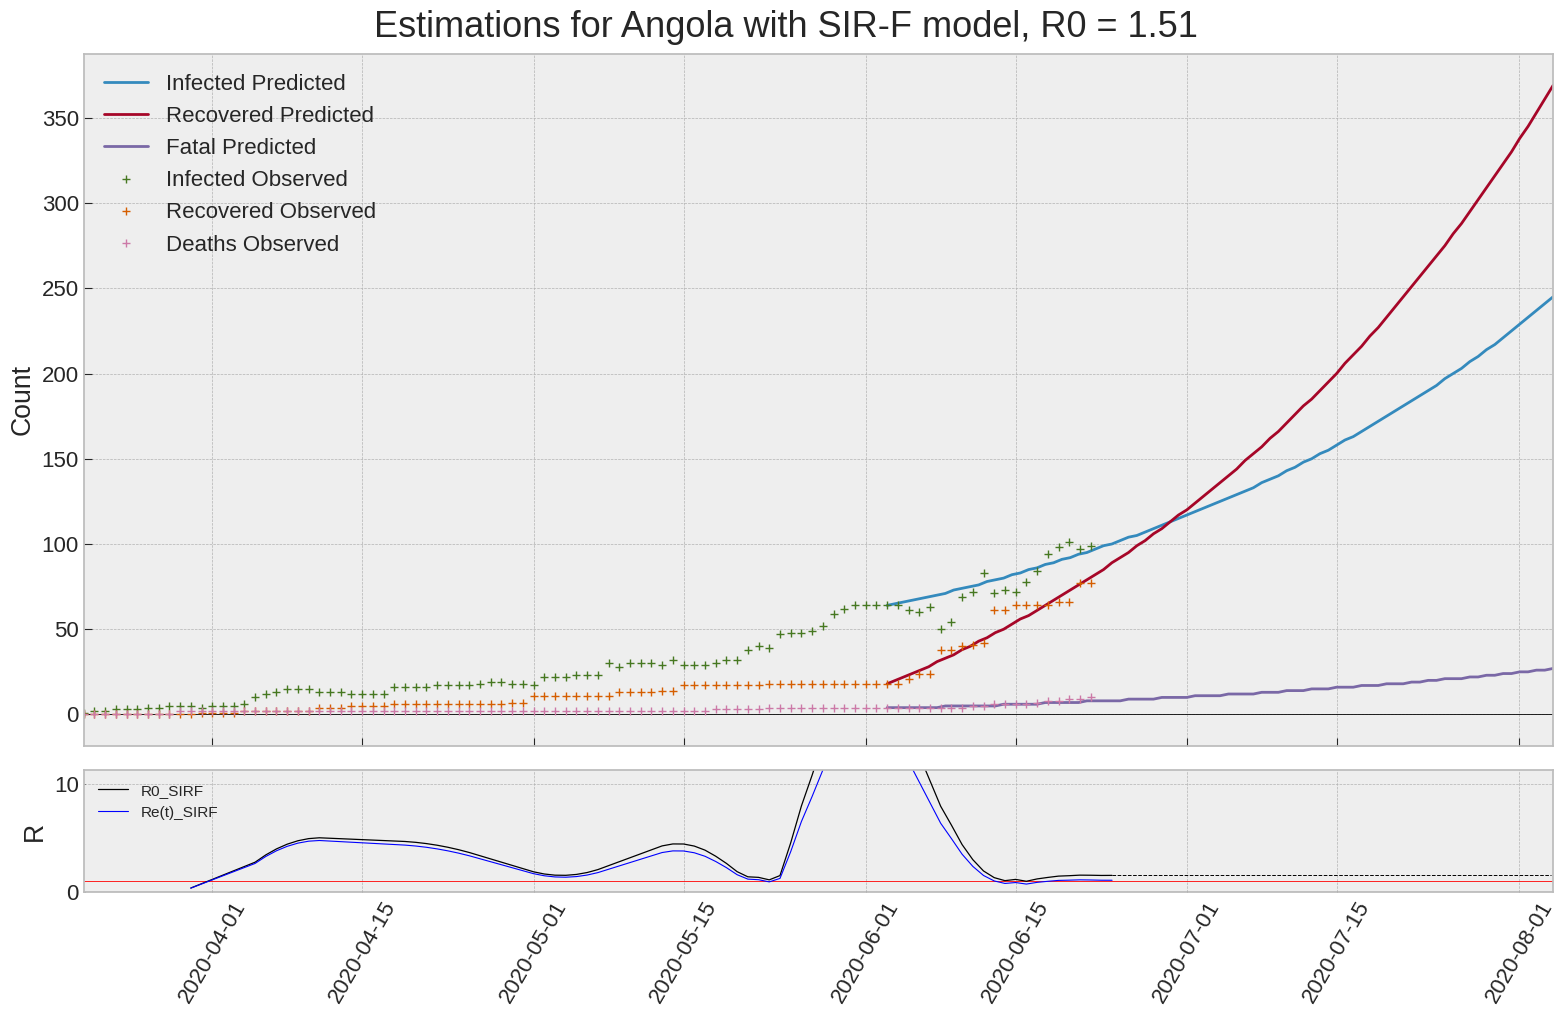 Estimations for Angola with SIR-F model, R0 = 1.51
Infected Predicted
Recovered Predicted
Fatal Predicted
Infected Observed
Recovered Observed
Deaths Observed
350
300
250
200
150
100
50
0
Count
10
0
R
R0_SIRF
Re(t)_SIRF
2020-04-01
2020-04-15
2020-05-01
2020-05-15
2020-06-01
2020-06-15
2020-07-01
2020-07-15
2020-08-01